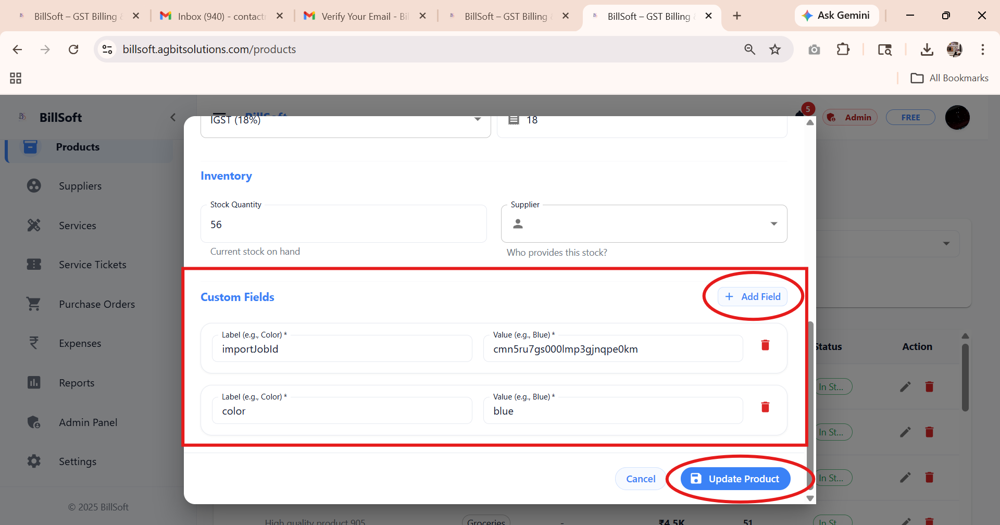 BillSoft – GST Billing &
Inbox (940) - contact
Verify Your Email - Bil
BillSoft – GST Billing
BillSoft – GST Billing
Ask Gemini
billsoft.agbitsolutions.com/products
All Bookmarks
BillSoft
BillSoft
5
Admin
FREE
Products
Suppliers
Services
Service Tickets
Purchase Orders
Expenses
Reports
Admin Panel
Settings
© 2025 BillSoft
IGST (18%)
18
Inventory
Stock Quantity
56
Current stock on hand
Supplier
Who provides this stock?
Custom Fields
+ Add Field
Label (e.g., Color) *
importJobId
Value (e.g., Blue) *
cmn5ru7gs000lmp3gjnqpe0km
Label (e.g., Color) *
color
Value (e.g., Blue) *
blue
Cancel
Update Product
Status
Action
In St...
In St...
In St...
High quality product 905
Groceries
-
₹4.5K
51
In St...